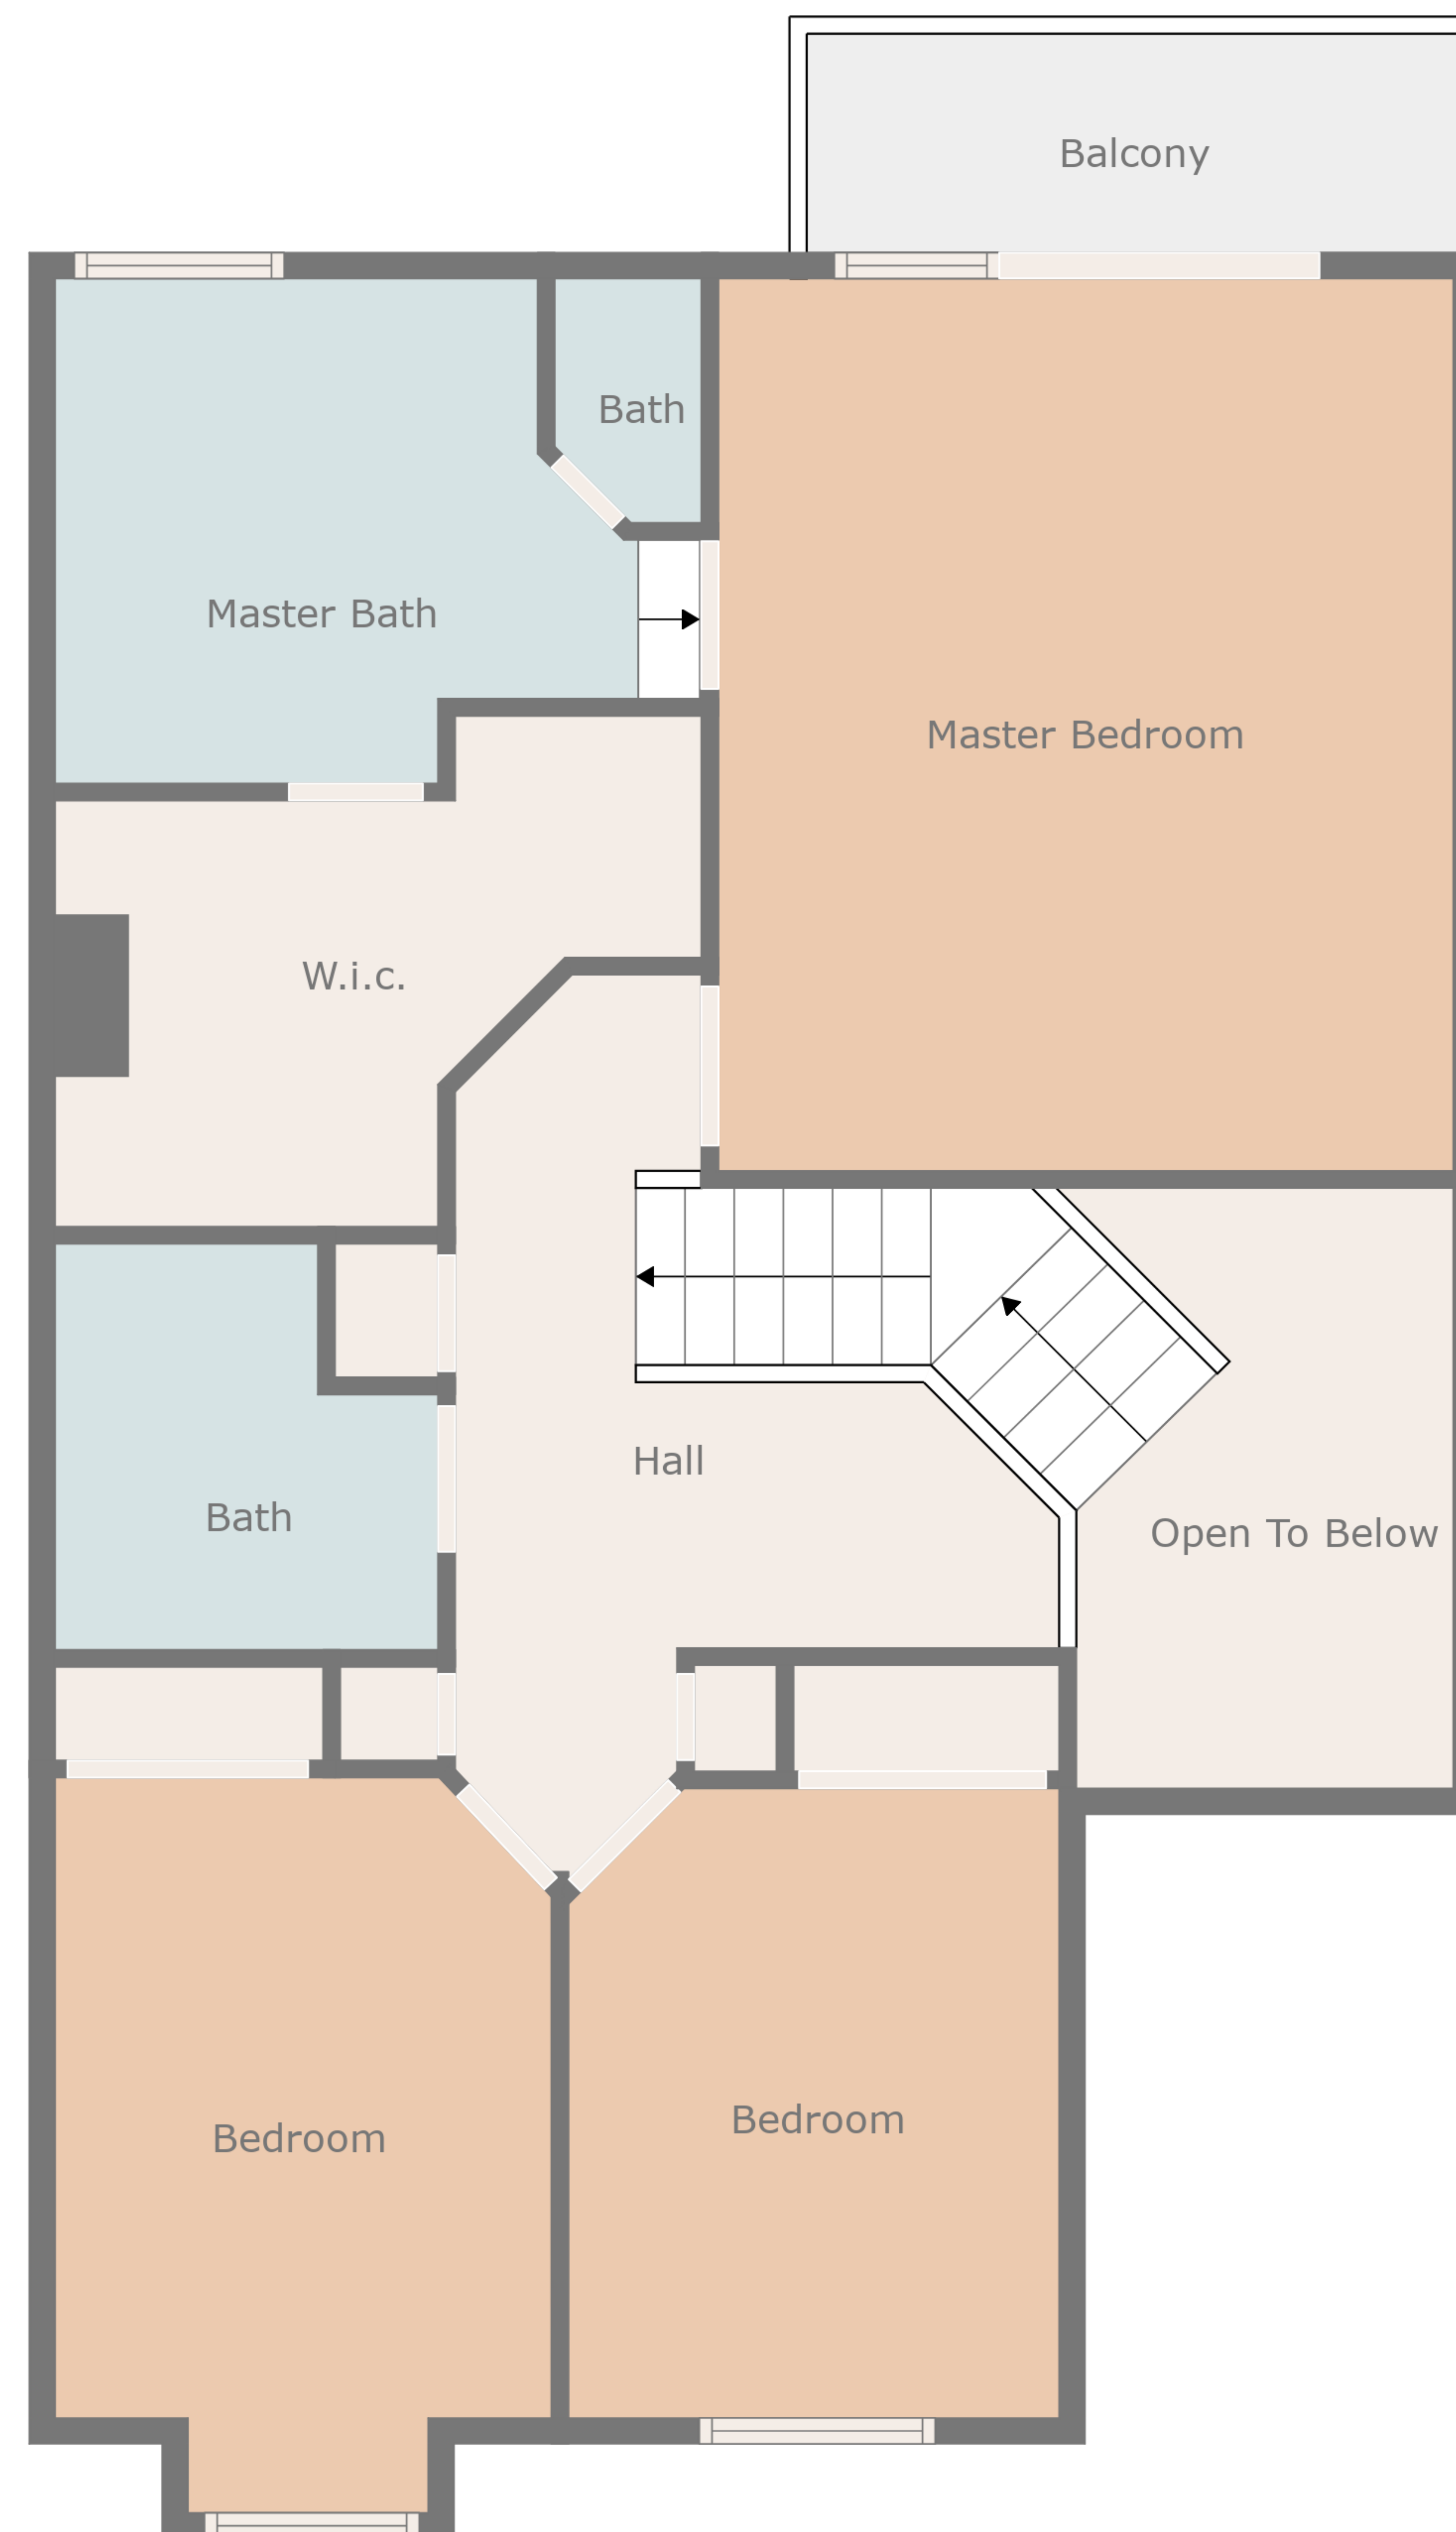 Balcony
Bath
Master Bath
Master Bedroom
W.i.c.
Hall
Bath
Open To Below
Bedroom
Bedroom